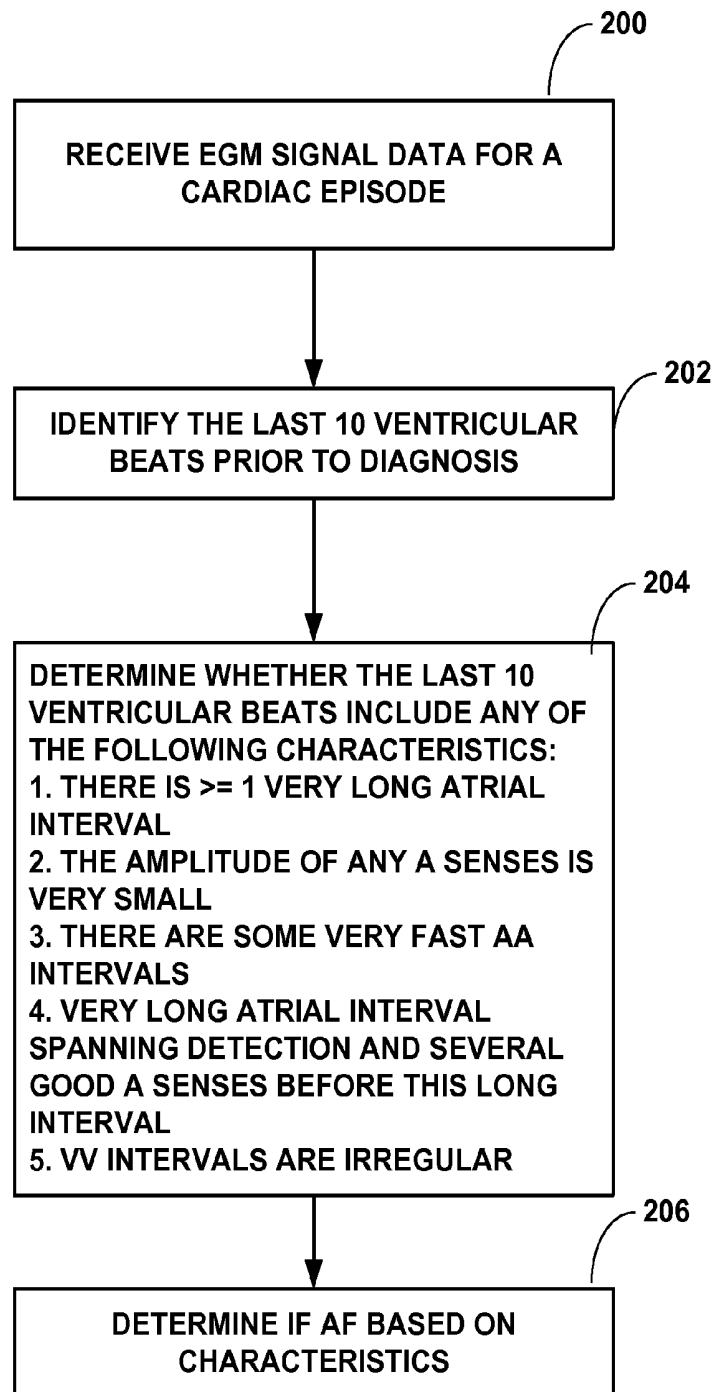 200
RECEIVE EGM SIGNAL DATA FOR A
CARDIAC EPISODE
202
IDENTIFY THE LAST 10 VENTRICULAR
BEATS PRIOR TO DIAGNOSIS
204
DETERMINE WHETHER THE LAST 10
VENTRICULAR BEATS INCLUDE ANY OF
THE FOLLOWING CHARACTERISTICS:
1. THERE IS >= 1 VERY LONG ATRIAL
INTERVAL
2. THE AMPLITUDE OF ANY A SENSES IS
VERY SMALL
3. THERE ARE SOME VERY FAST AA
INTERVALS
4. VERY LONG ATRIAL INTERVAL
SPANNING DETECTION AND SEVERAL
GOOD A SENSES BEFORE THIS LONG
INTERVAL
5. VV INTERVALS ARE IRREGULAR
206
DETERMINE IF AF BASED ON
CHARACTERISTICS